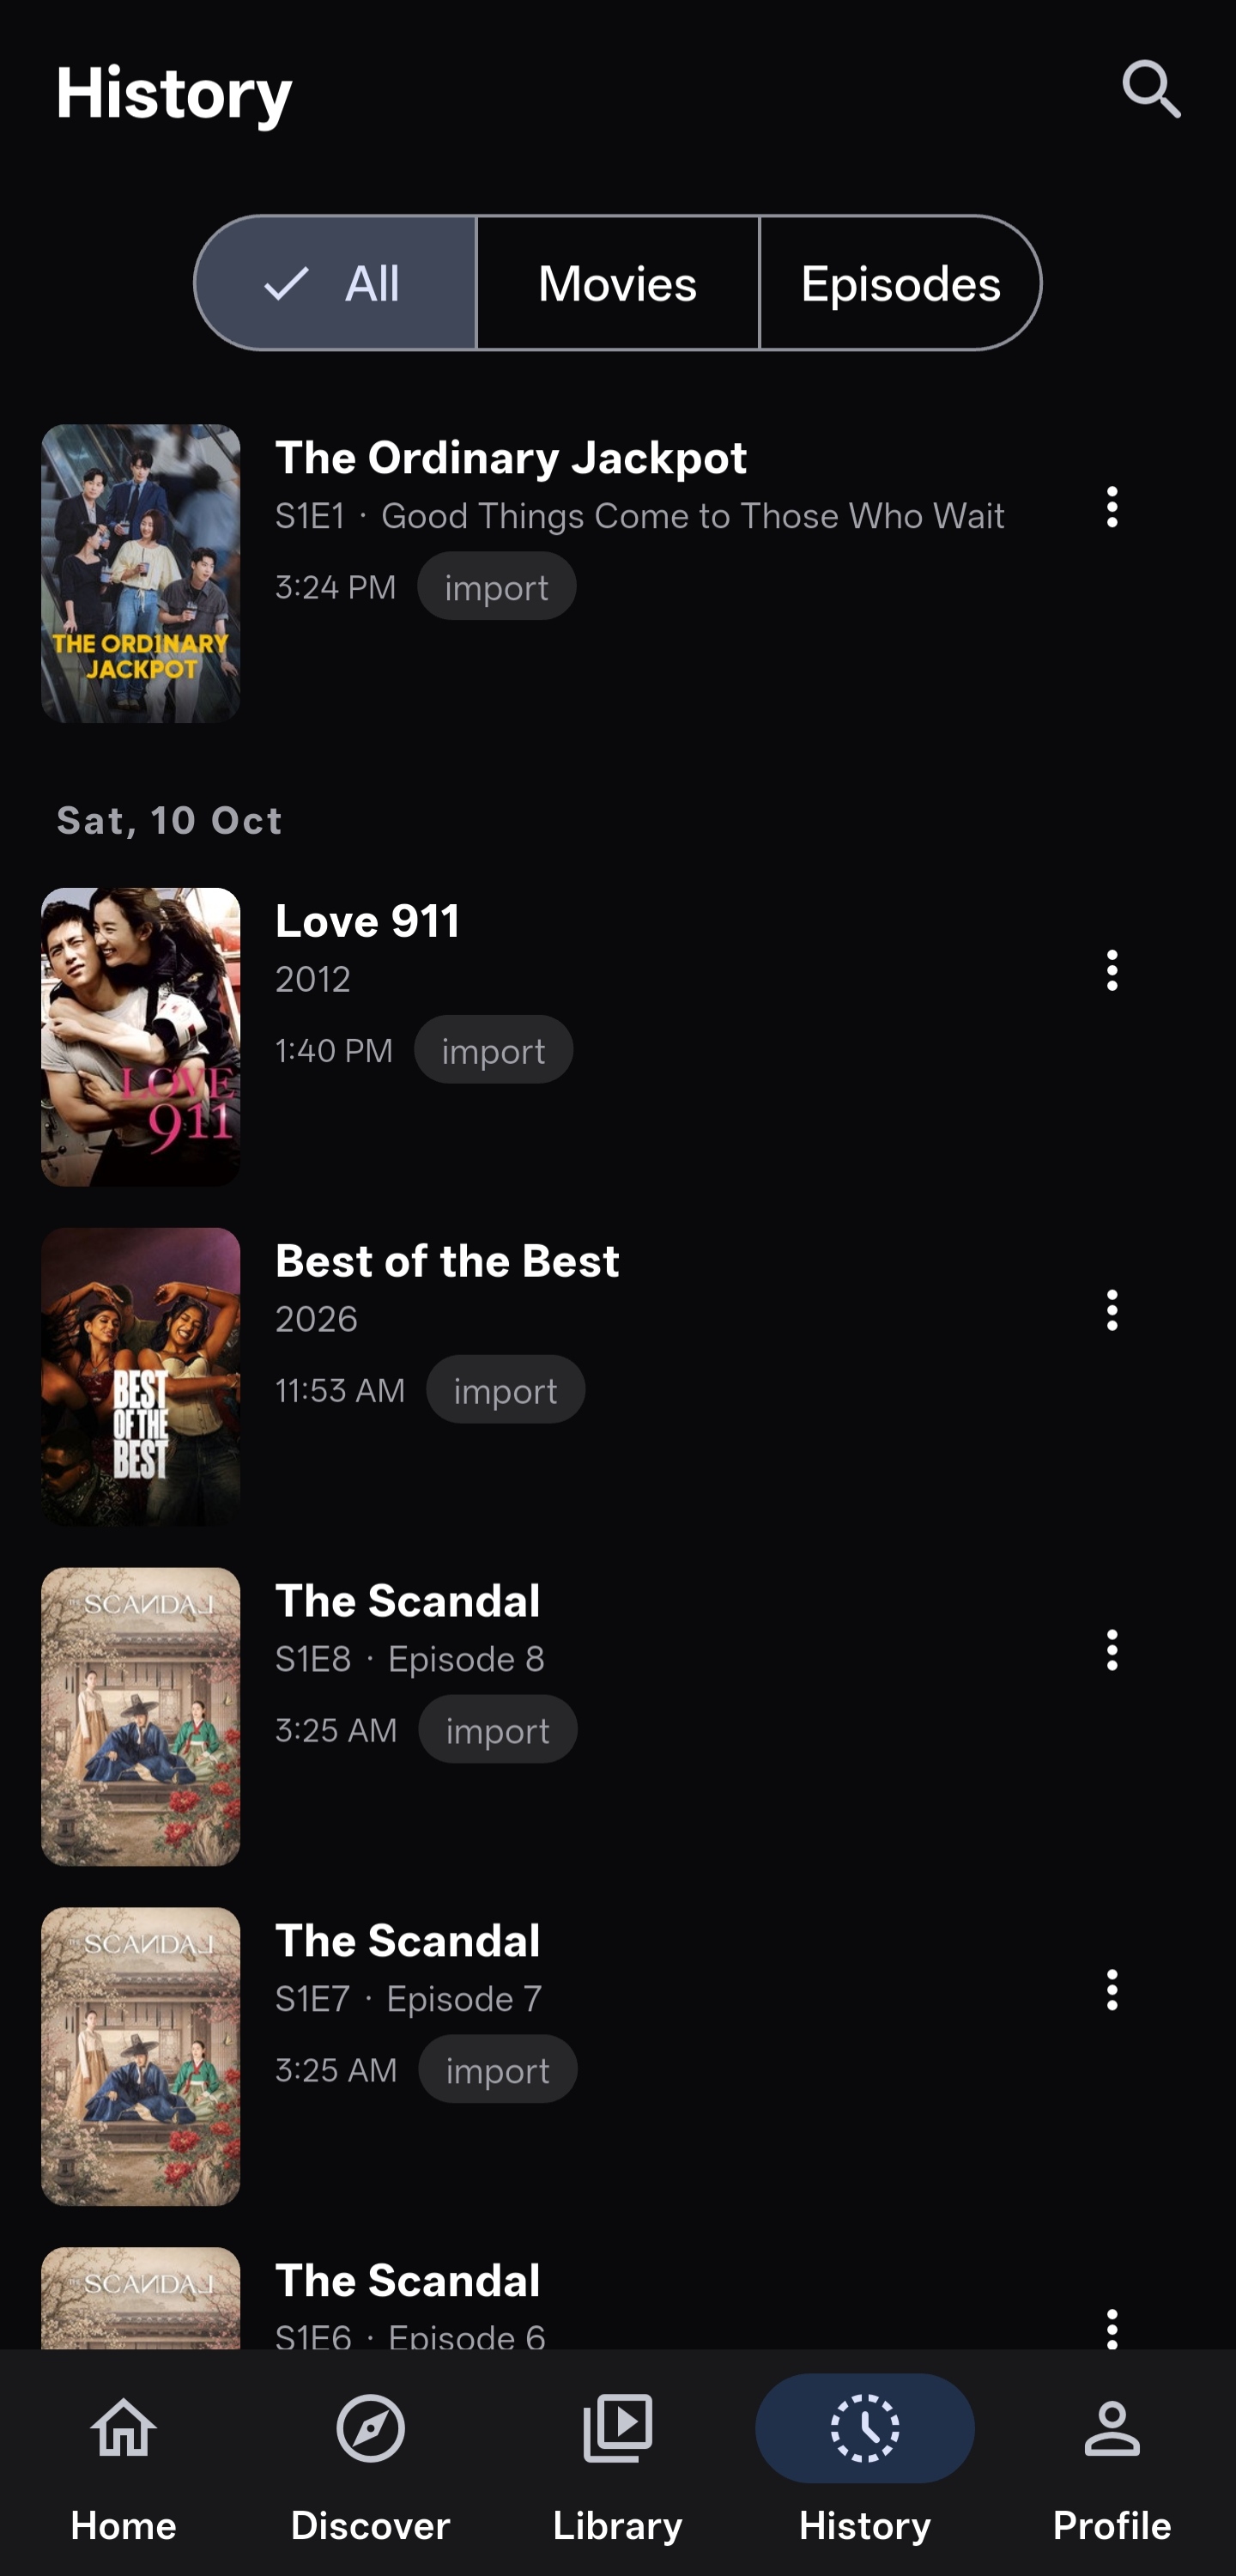 History
All
Movies
Episodes
The Ordinary Jackpot
S1E1 · Good Things Come to Those Who Wait
3:24 PM import
THE ORDINARY
JACKPOT
Sat, 10 Oct
Love 911
2012
1:40 PM import
LOVE
911
Best of the Best
2026
11:53 AM import
BEST
OF THE
BEST
The Scandal
S1E8 · Episode 8
3:25 AM import
SCANDAL
The Scandal
S1E7 · Episode 7
3:25 AM import
SCANDAL
The Scandal
S1E6 · Episode 6
SCANDAL
Home
Discover
Library
History
Profile